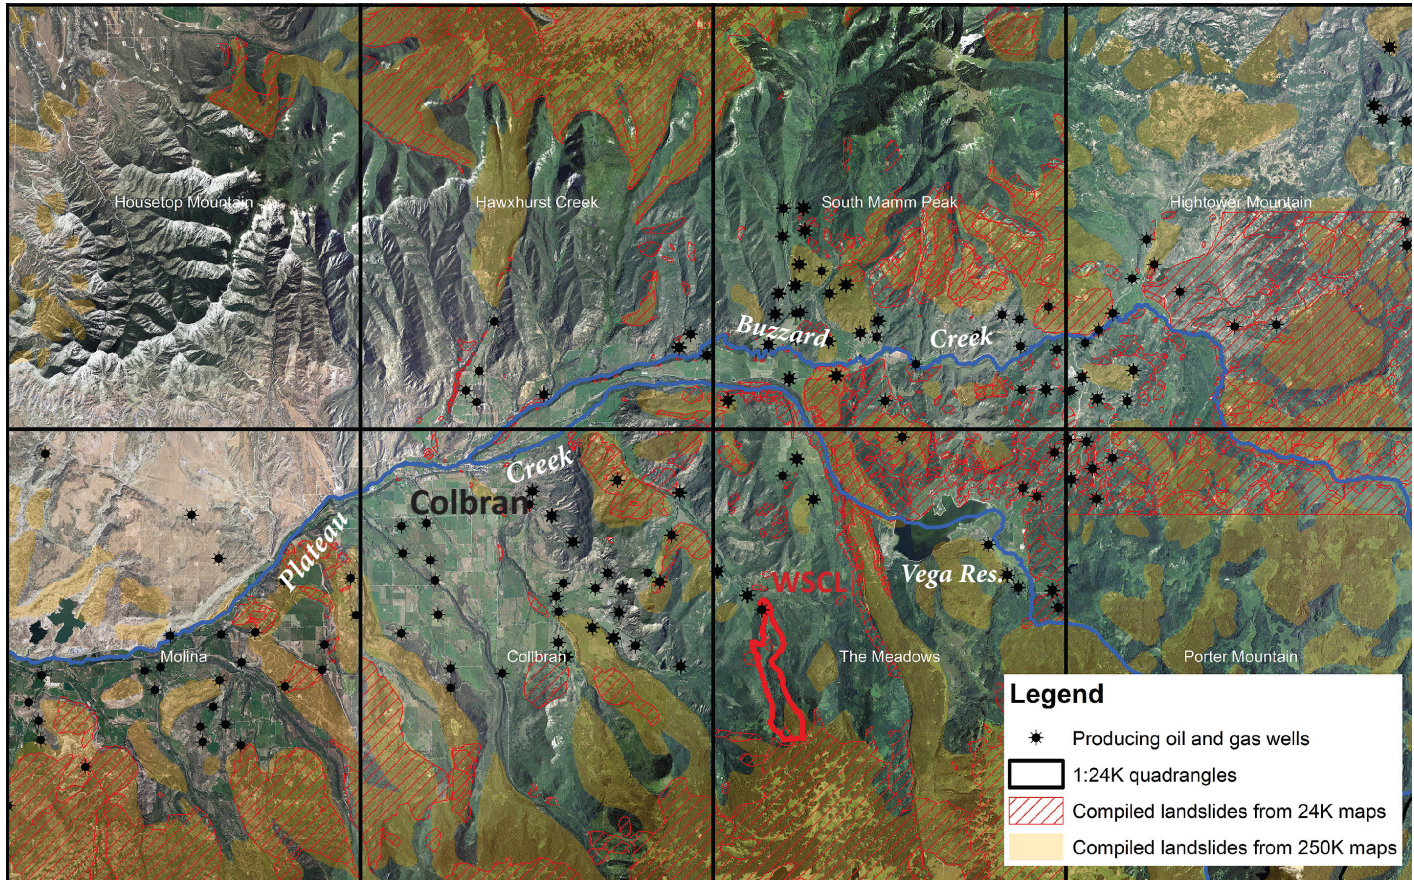 Housetop Mountain
Hawxhurst Creek
South Mamm Peak
Hightower Mountain
Buzzard
Creek
Creek
Colbran
Plateau
WSCL
Vega Res.
Molina
Collbran
The Meadows
Porter Mountain
Legend
Producing oil and gas wells
1:24K quadrangles
Compiled landslides from 24K maps
Compiled landslides from 250K maps